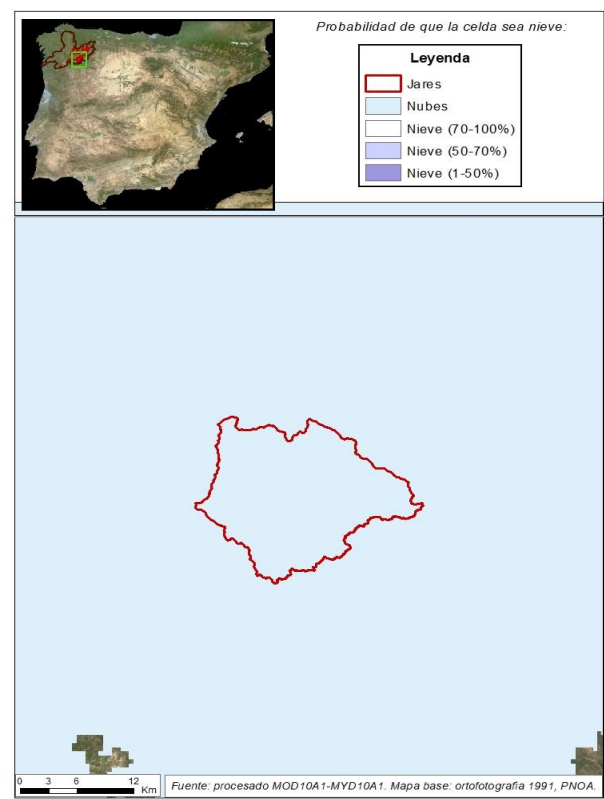 Probabilidad de que la celda sea nieve:
Leyenda
Jares
Nubes
Nieve (70-100%)
Nieve (50-70%)
Nieve (1-50%)
0 3 6 12
Km
Fuente: procesado MOD10A1-MYD10A1. Mapa base: ortofotografia 1991, PNOA.